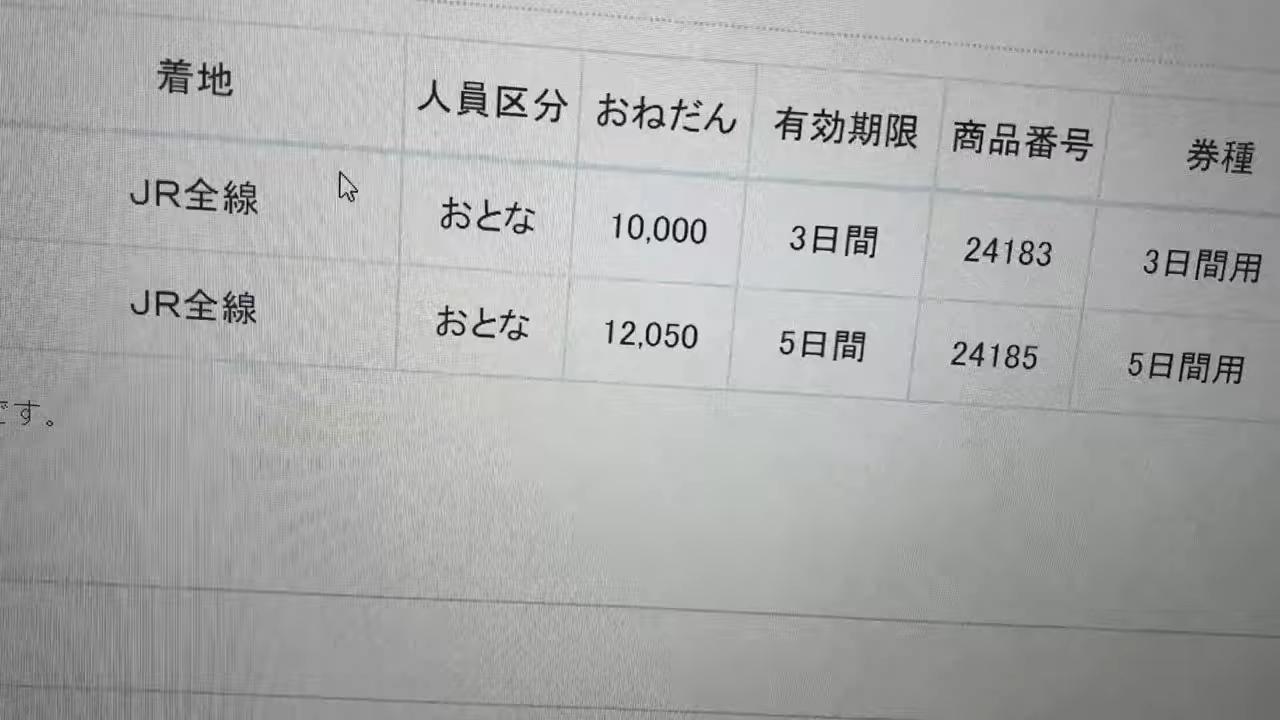 着地 人員区分 おねだん 有効期限 商品番号 券種
JR全線 おとな 10,000 3日間 24183 3日間用
JR全線 おとな 12,050 5日間 24185 5日間用
です。